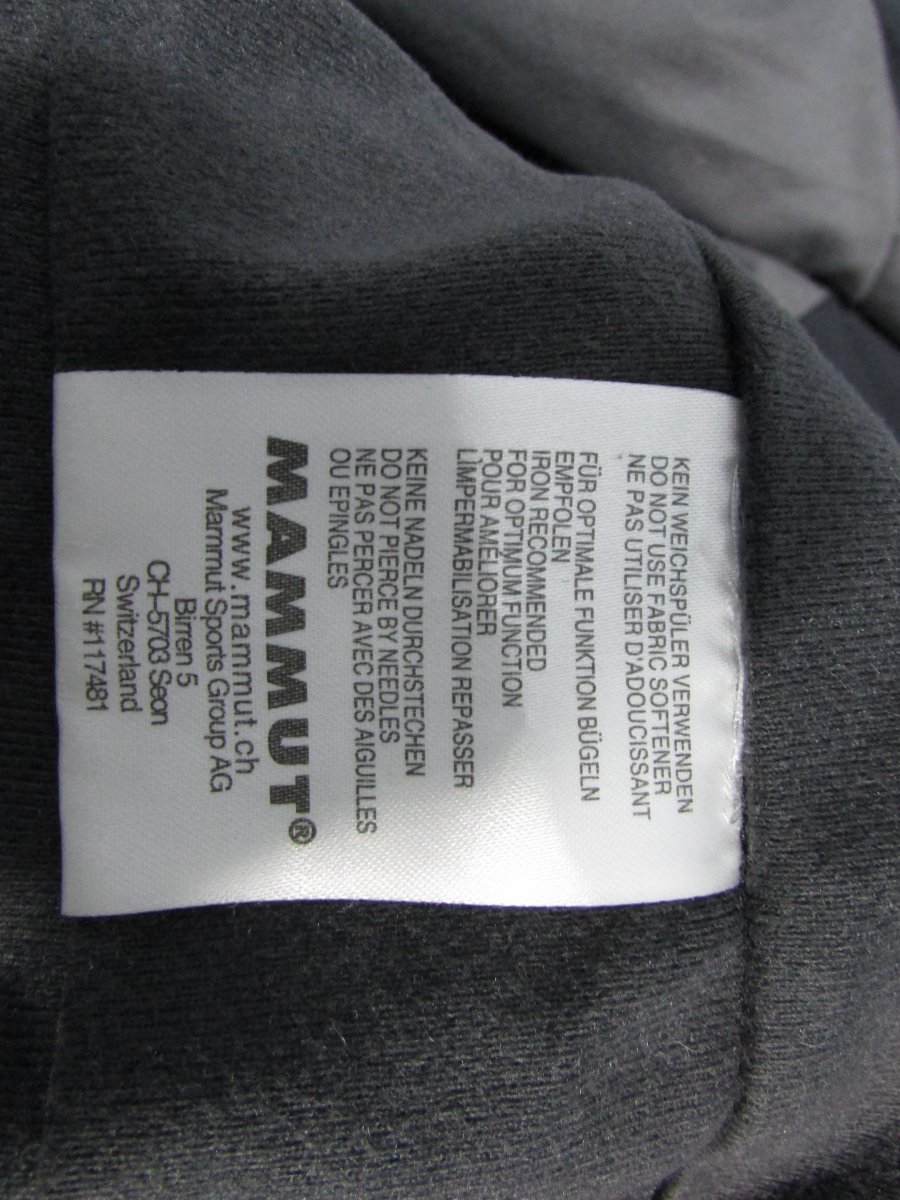 KEIN WEICHSPÜLER VERWENDEN
DO NOT USE FABRIC SOFTENER
NE PAS UTILISER D'ADOUCISSANT
FÜR OPTIMALE FUNKTION BÜGELN
EMPFOLEN
IRON RECOMMENDED
FOR OPTIMUM FUNCTION
POUR AMÉLIORER
LÍMPERMABILISATION REPASSER
KEINE NADELN DURCHSTECHEN
DO NOT PIERCE BY NEEDLES
NE PAS PERCER AVEC DES AIGUILLES
OU EPINGLES
MAMMUT®
www.mammut.ch
Mammut Sports Group AG
Birren 5
CH-5703 Seon
Switzerland
RN #117481